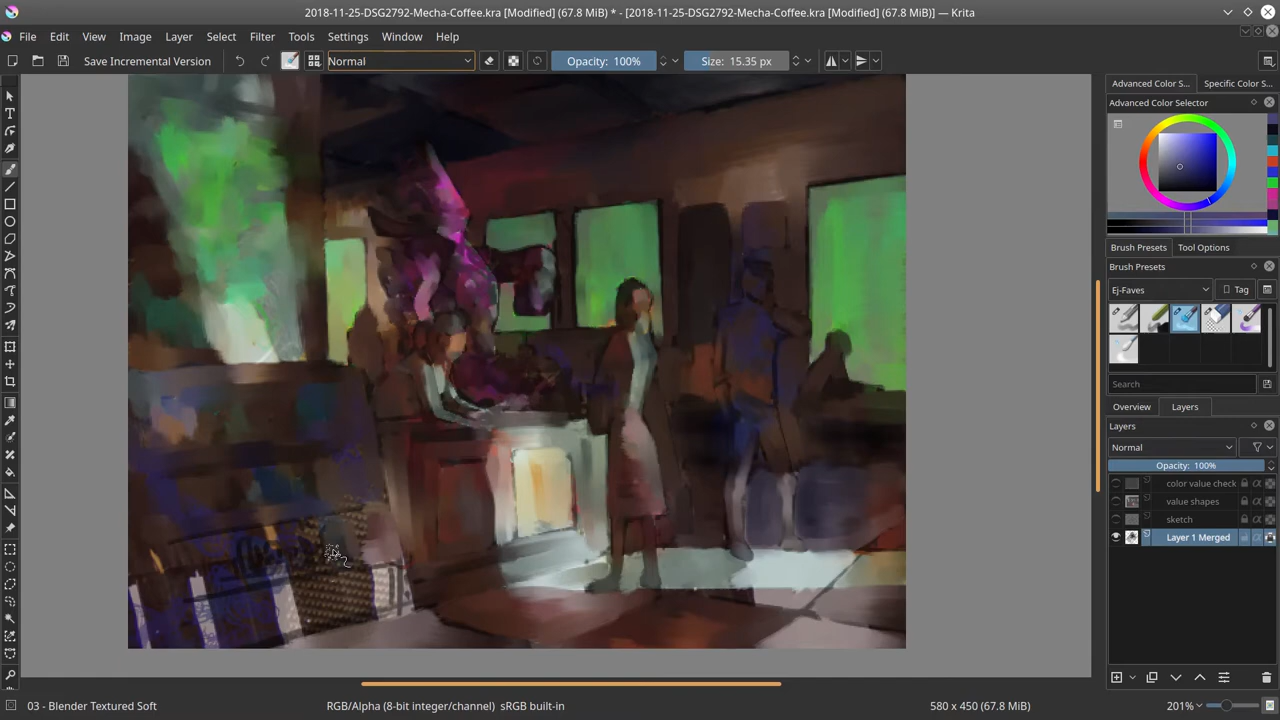 2018-11-25-DSG2792-Mecha-Coffee.kra [Modified] (67.8 MiB) * - [2018-11-25-DSG2792-Mecha-Coffee.kra [Modified] (67.8 MiB)] — Krita
File Edit View Image Layer Select Filter Tools Settings Window Help
Save Incremental Version Normal Opacity: 100% Size: 15.35 px
Advanced Color S... Specific Color S...
Advanced Color Selector
Brush Presets Tool Options
Brush Presets
Ej-Faves Tag
Search
Overview Layers
Layers
Normal
Opacity: 100%
color value check
value shapes
sketch
Layer 1 Merged
03 - Blender Textured Soft RGB/Alpha (8-bit integer/channel) sRGB built-in 580 x 450 (67.8 MiB) 201%